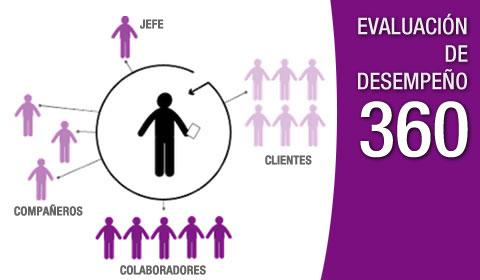 JEFE
CLIENTES
COMPAÑEROS
COLABORADORES
EVALUACIÓN
DE
DESEMPEÑO
360